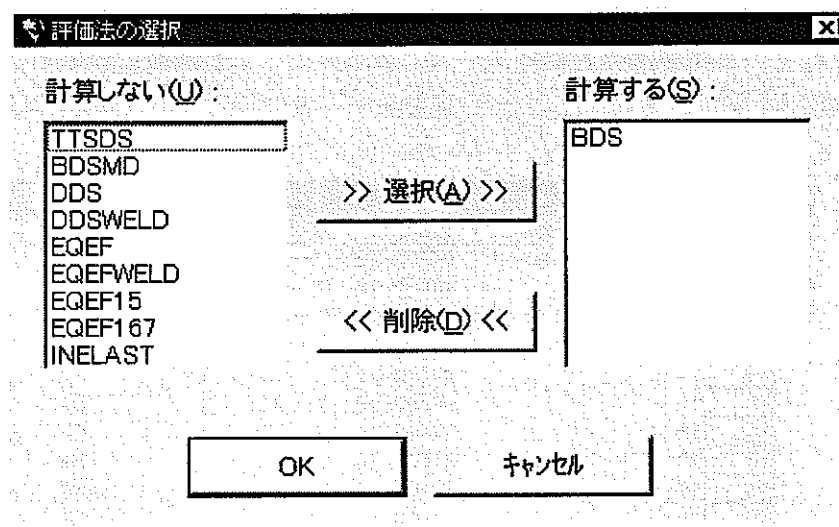 評価法の選択
計算しない(U):
計算する(S):
TTSDS
BDSMD
DDS
DDSWELD
EQEF
EQEFWELD
EQEF15
EQEF167
INELAST
>> 選択(A) >>
<< 削除(D) <<
BDS
OK
キャンセル